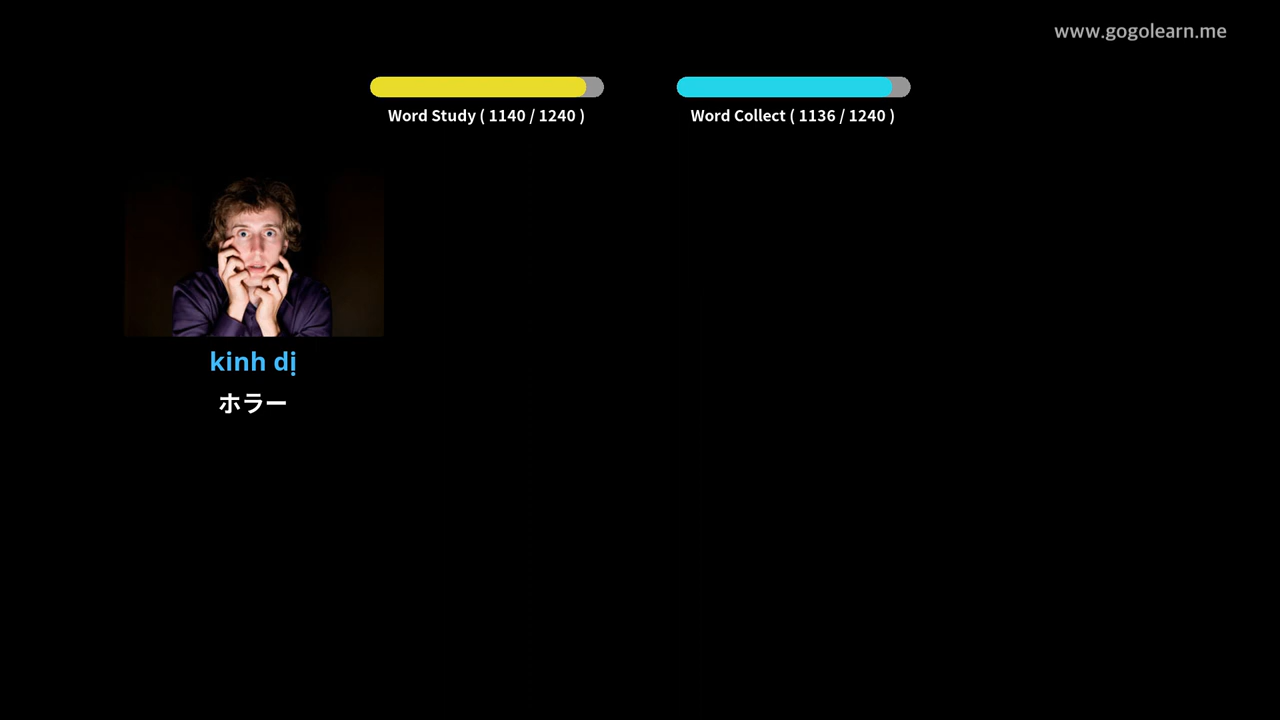 www.gogolearn.me
Word Study ( 1140 / 1240 )
Word Collect ( 1136 / 1240 )
kinh dị
ホラー